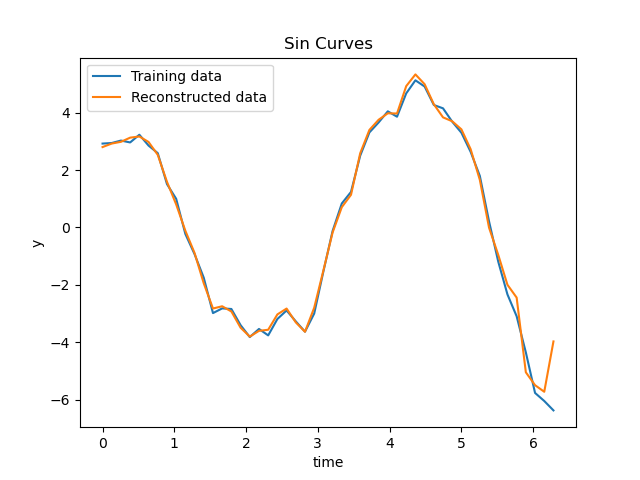 Sin Curves
Training data
Reconstructed data
4
2
0
−2
−4
−6
y
0 1 2 3 4 5 6
time